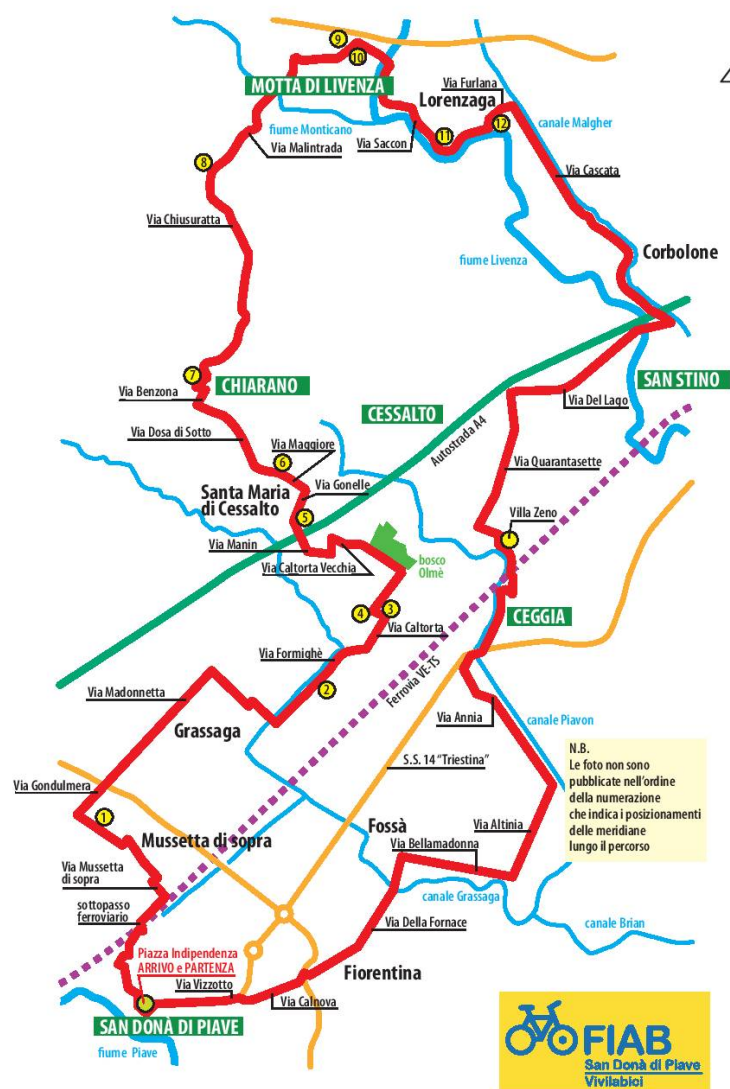 9
10
MOTTA DI LIVENZA
Via Furlana
Lorenzaga
canale Malgher
fiume Monticano
Via Malintrada
Via Saccon
11
12
8
Via Cascata
Via Chiusuratta
fiume Livenza
Corbolone
7
CHIARANO
Via Benzona
CESSALTO
SAN STINO
Via Del Lago
Autostrada A4
Via Dosa di Sotto
Via Maggiore
6
Via Quarantasette
Santa Maria
di Cessalto
Via Gonelle
5
Villa Zeno
Via Manin
Via Caltorta Vecchia
bosco
Olmè
4
3
CEGGIA
Via Caltorta
Via Formighè
Ferrovia VE-TS
2
Via Madonnetta
Via Annia
canale Piavon
Grassaga
S.S. 14 "Triestina"
N.B.
Le foto non sono
pubblicate nell'ordine
della numerazione
che indica i posizionamenti
delle meridiane
lungo il percorso
Via Gondulmera
1
Mussetta di sopra
Fossà
Via Altinia
Via Bellamadonna
Via Mussetta
di sopra
canale Grassaga
sottopasso
ferroviario
Via Della Fornace
canale Brian
Piazza Indipendenza
ARRIVO e PARTENZA
Fiorentina
Via Vizzotto
Via Calnova
SAN DONÀ DI PIAVE
fiume Piave
FIAB
San Donà di Piave
Vivilabici